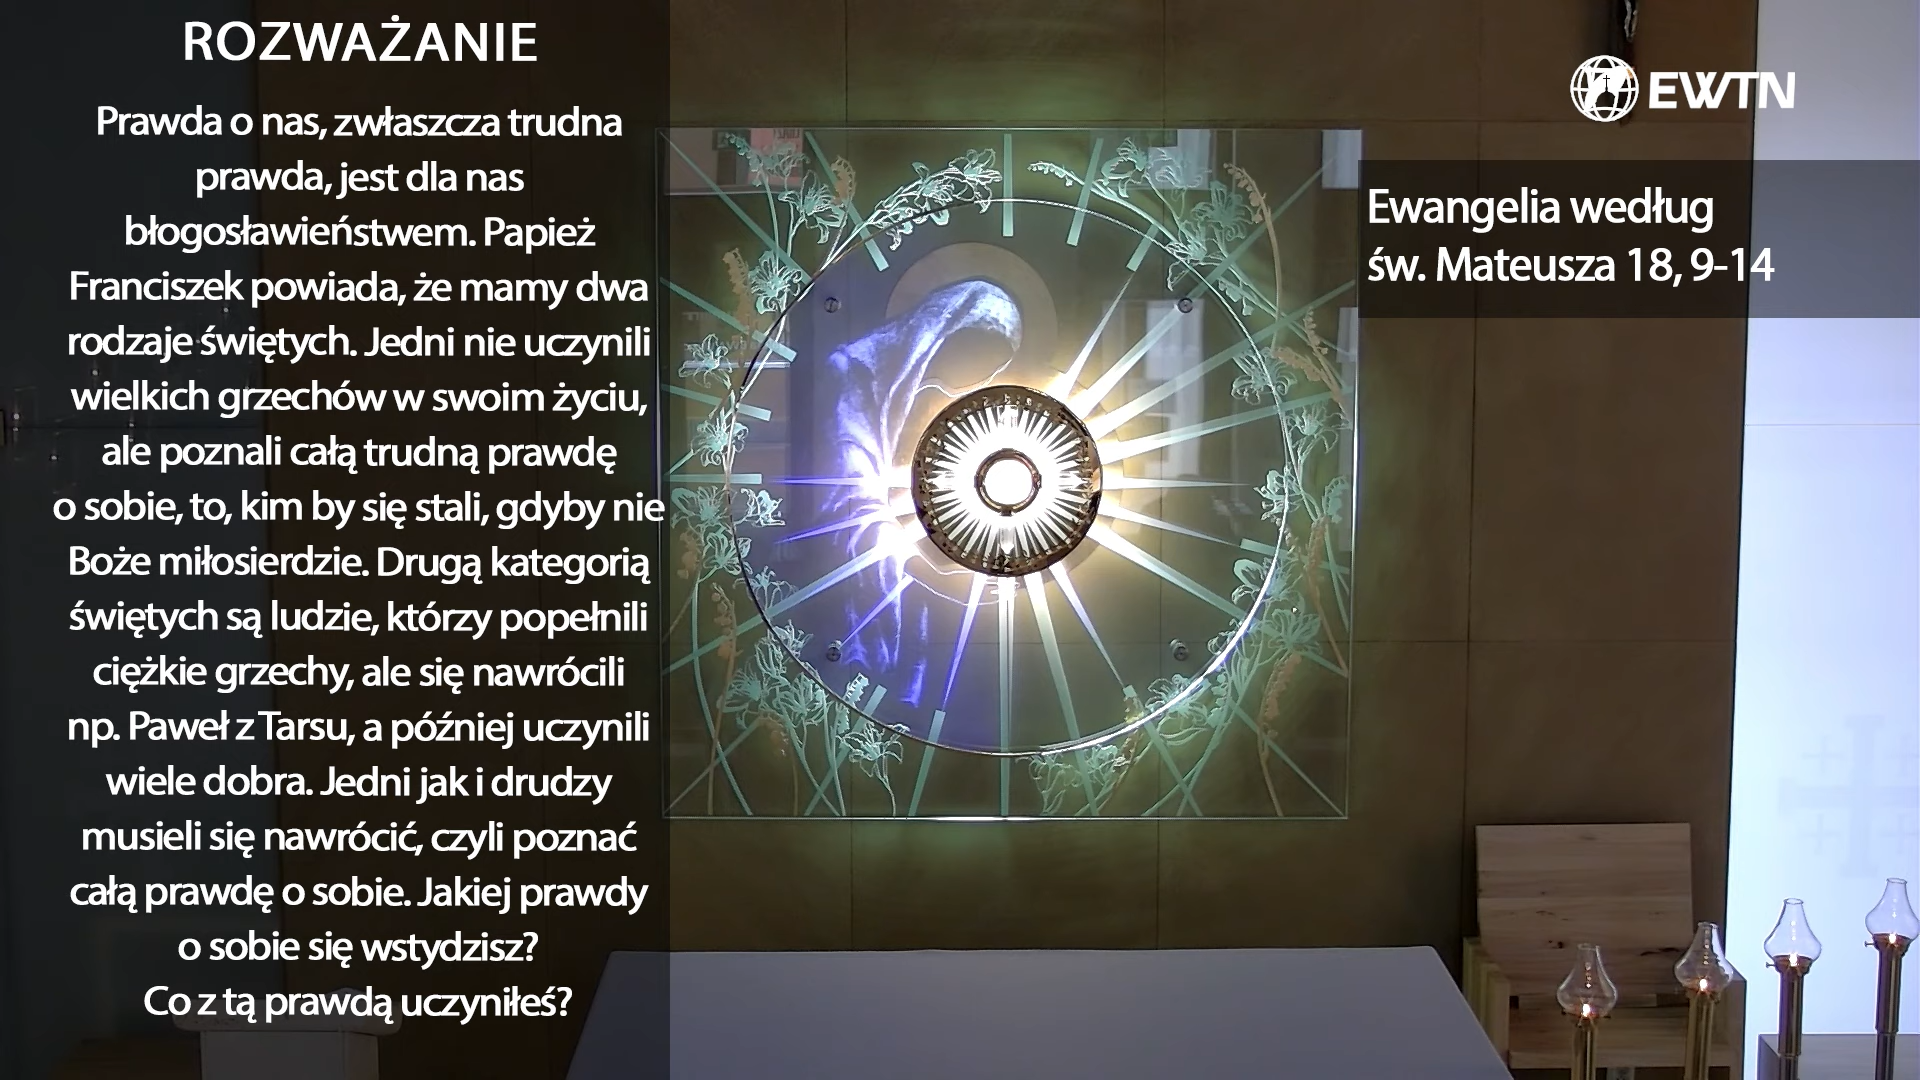 ROZWAŻANIE
Prawda o nas, zwłaszcza trudna
prawda, jest dla nas
błogosławieństwem. Papież
Franciszek powiada, że mamy dwa
rodzaje świętych. Jedni nie uczynili
wielkich grzechów w swoim życiu,
ale poznali całą trudną prawdę
o sobie, to, kim by się stali, gdyby nie
Boże miłosierdzie. Drugą kategorią
świętych są ludzie, którzy popełnili
ciężkie grzechy, ale się nawrócili
np. Paweł z Tarsu, a później uczynili
wiele dobra. Jedni jak i drudzy
musieli się nawrócić, czyli poznać
całą prawdę o sobie. Jakiej prawdy
o sobie się wstydzisz?
Co z tą prawdą uczyniłeś?
EWTN
Ewangelia według
św. Mateusza 18, 9-14